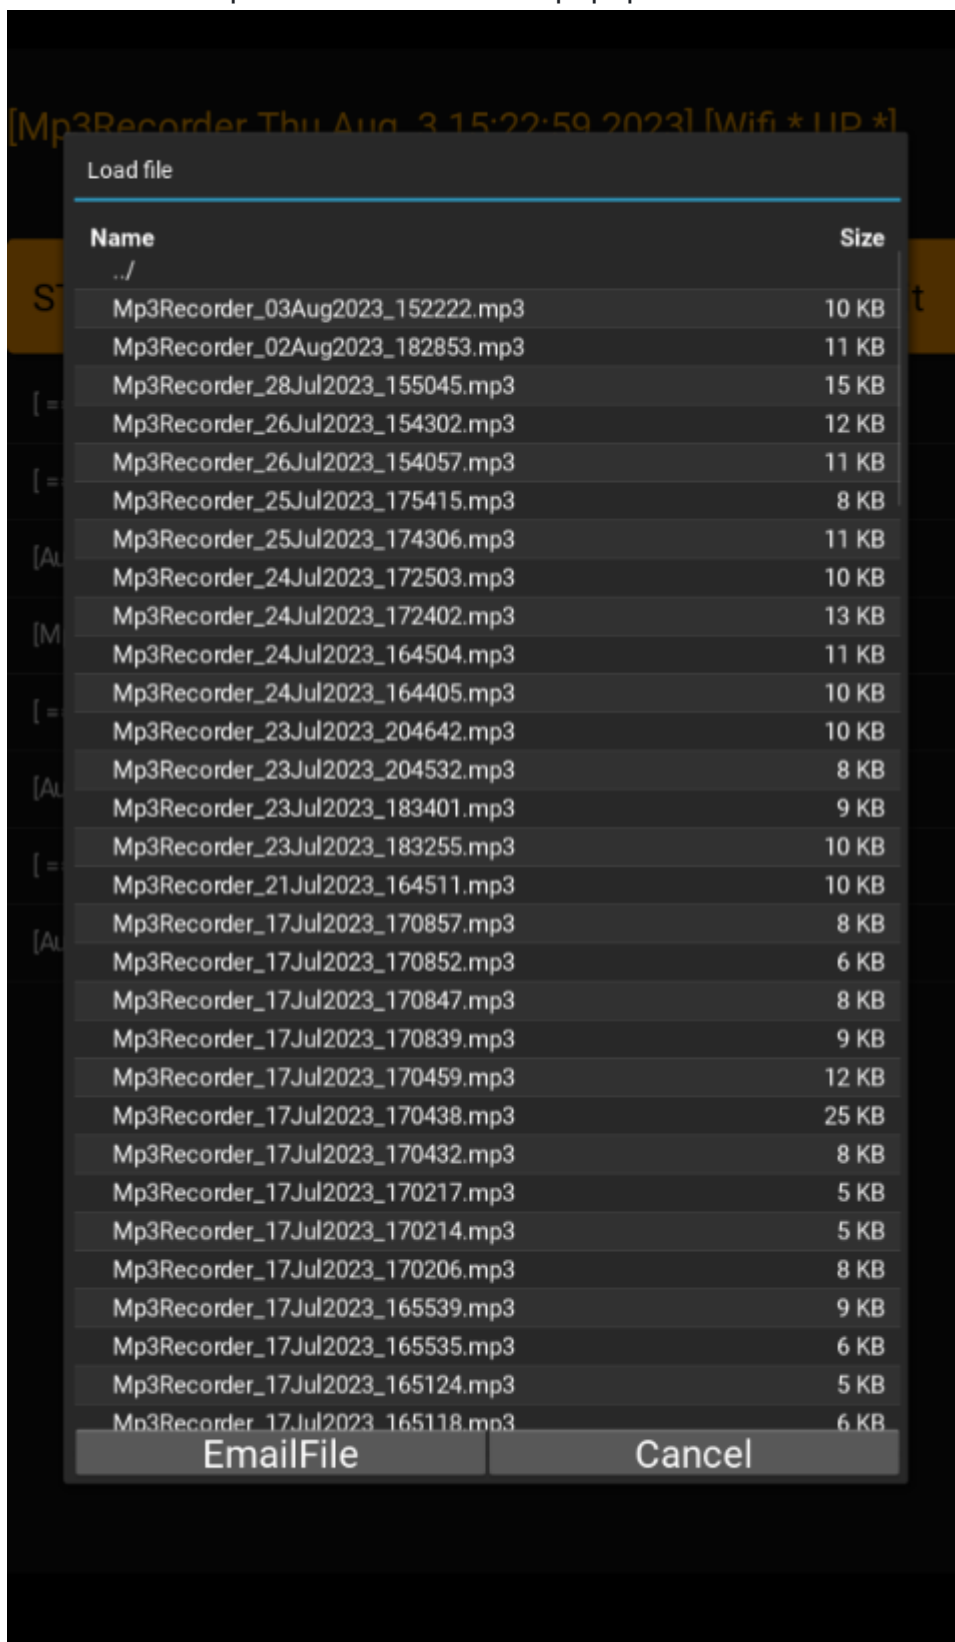 [Mp3Recorder Thu Aug 3 15:22:59 2023] [Wifi * UP *]
Load file
Name Size
../
Mp3Recorder_03Aug2023_152222.mp3 10 KB
Mp3Recorder_02Aug2023_182853.mp3 11 KB
Mp3Recorder_28Jul2023_155045.mp3 15 KB
Mp3Recorder_26Jul2023_154302.mp3 12 KB
Mp3Recorder_26Jul2023_154057.mp3 11 KB
Mp3Recorder_25Jul2023_175415.mp3 8 KB
Mp3Recorder_25Jul2023_174306.mp3 11 KB
Mp3Recorder_24Jul2023_172503.mp3 10 KB
Mp3Recorder_24Jul2023_172402.mp3 13 KB
Mp3Recorder_24Jul2023_164504.mp3 11 KB
Mp3Recorder_24Jul2023_164405.mp3 10 KB
Mp3Recorder_23Jul2023_204642.mp3 10 KB
Mp3Recorder_23Jul2023_204532.mp3 8 KB
Mp3Recorder_23Jul2023_183401.mp3 9 KB
Mp3Recorder_23Jul2023_183255.mp3 10 KB
Mp3Recorder_21Jul2023_164511.mp3 10 KB
Mp3Recorder_17Jul2023_170857.mp3 8 KB
Mp3Recorder_17Jul2023_170852.mp3 6 KB
Mp3Recorder_17Jul2023_170847.mp3 8 KB
Mp3Recorder_17Jul2023_170839.mp3 9 KB
Mp3Recorder_17Jul2023_170459.mp3 12 KB
Mp3Recorder_17Jul2023_170438.mp3 25 KB
Mp3Recorder_17Jul2023_170432.mp3 8 KB
Mp3Recorder_17Jul2023_170217.mp3 5 KB
Mp3Recorder_17Jul2023_170214.mp3 5 KB
Mp3Recorder_17Jul2023_170206.mp3 8 KB
Mp3Recorder_17Jul2023_165539.mp3 9 KB
Mp3Recorder_17Jul2023_165535.mp3 6 KB
Mp3Recorder_17Jul2023_165124.mp3 5 KB
Mp3Recorder_17Jul2023_165118.mp3 6 KB
EmailFile Cancel